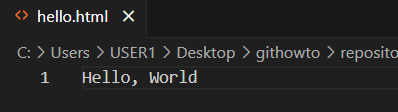 hello.html
C: > Users > USER1 > Desktop > githowto > reposito
1 Hello, World